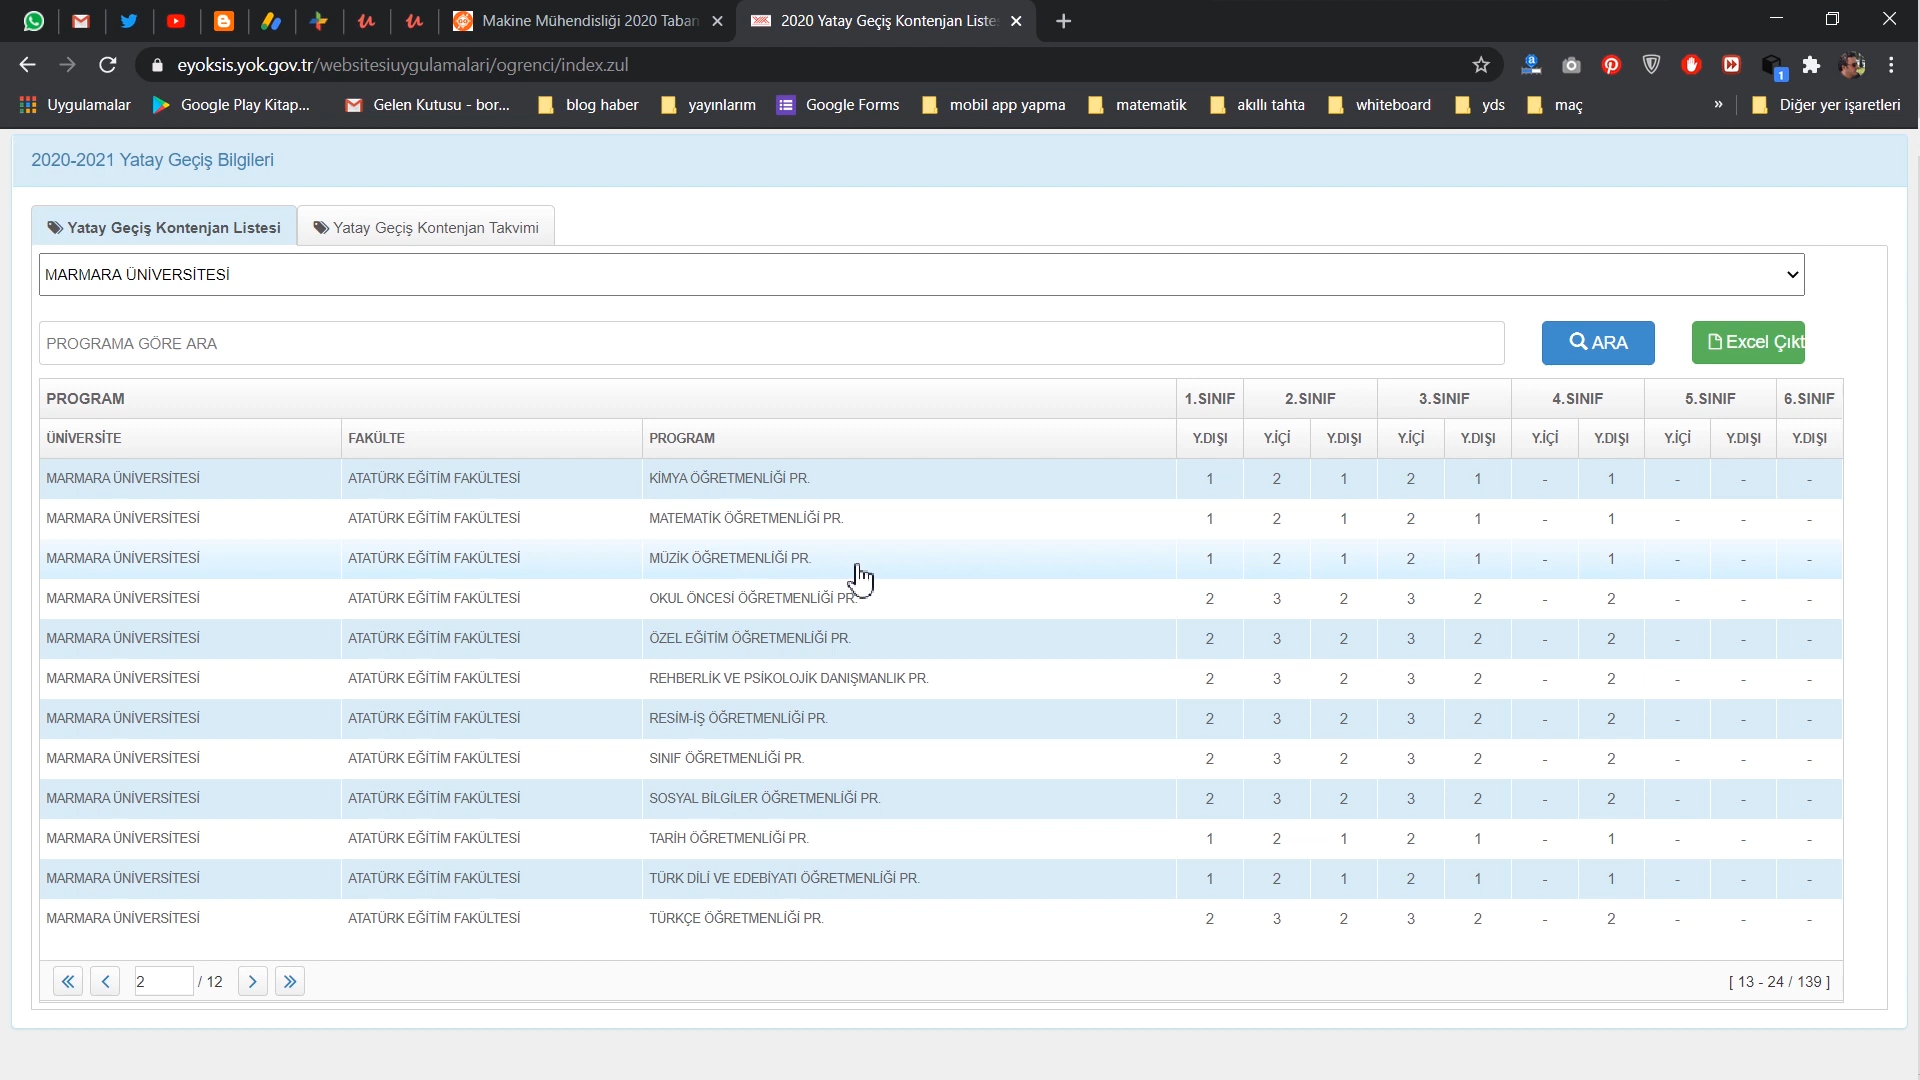 Makine Mühendisliği 2020 Taban
2020 Yatay Geçiş Kontenjan Liste
eyoksis.yok.gov.tr/websitesiuygulamalari/ogrenci/index.zul
1
Uygulamalar Google Play Kitap... Gelen Kutusu - bor... blog haber yayınlarım Google Forms mobil app yapma matematik akıllı tahta whiteboard yds maç » Diğer yer işaretleri
2020-2021 Yatay Geçiş Bilgileri
Yatay Geçiş Kontenjan Listesi Yatay Geçiş Kontenjan Takvimi
MARMARA ÜNİVERSİTESİ
PROGRAMA GÖRE ARA ARA Excel Çıkt
PROGRAM 1.SINIF 2.SINIF 3.SINIF 4.SINIF 5.SINIF 6.SINIF
ÜNİVERSİTE FAKÜLTE PROGRAM Y.DIŞI Y.İÇİ Y.DIŞI Y.İÇİ Y.DIŞI Y.İÇİ Y.DIŞI Y.İÇİ Y.DIŞI Y.DIŞI
MARMARA ÜNİVERSİTESİ ATATÜRK EĞİTİM FAKÜLTESİ KİMYA ÖĞRETMENLİĞİ PR. 1 2 1 2 1 - 1 - - -
MARMARA ÜNİVERSİTESİ ATATÜRK EĞİTİM FAKÜLTESİ MATEMATİK ÖĞRETMENLİĞİ PR. 1 2 1 2 1 - 1 - - -
MARMARA ÜNİVERSİTESİ ATATÜRK EĞİTİM FAKÜLTESİ MÜZİK ÖĞRETMENLİĞİ PR. 1 2 1 2 1 - 1 - - -
MARMARA ÜNİVERSİTESİ ATATÜRK EĞİTİM FAKÜLTESİ OKUL ÖNCESİ ÖĞRETMENLİĞİ PR. 2 3 2 3 2 - 2 - - -
MARMARA ÜNİVERSİTESİ ATATÜRK EĞİTİM FAKÜLTESİ ÖZEL EĞİTİM ÖĞRETMENLİĞİ PR. 2 3 2 3 2 - 2 - - -
MARMARA ÜNİVERSİTESİ ATATÜRK EĞİTİM FAKÜLTESİ REHBERLİK VE PSİKOLOJİK DANIŞMANLIK PR. 2 3 2 3 2 - 2 - - -
MARMARA ÜNİVERSİTESİ ATATÜRK EĞİTİM FAKÜLTESİ RESİM-İŞ ÖĞRETMENLİĞİ PR. 2 3 2 3 2 - 2 - - -
MARMARA ÜNİVERSİTESİ ATATÜRK EĞİTİM FAKÜLTESİ SINIF ÖĞRETMENLİĞİ PR. 2 3 2 3 2 - 2 - - -
MARMARA ÜNİVERSİTESİ ATATÜRK EĞİTİM FAKÜLTESİ SOSYAL BİLGİLER ÖĞRETMENLİĞİ PR. 2 3 2 3 2 - 2 - - -
MARMARA ÜNİVERSİTESİ ATATÜRK EĞİTİM FAKÜLTESİ TARİH ÖĞRETMENLİĞİ PR. 1 2 1 2 1 - 1 - - -
MARMARA ÜNİVERSİTESİ ATATÜRK EĞİTİM FAKÜLTESİ TÜRK DİLİ VE EDEBİYATI ÖĞRETMENLİĞİ PR. 1 2 1 2 1 - 1 - - -
MARMARA ÜNİVERSİTESİ ATATÜRK EĞİTİM FAKÜLTESİ TÜRKÇE ÖĞRETMENLİĞİ PR. 2 3 2 3 2 - 2 - - -
2 / 12 [ 13 - 24 / 139 ]